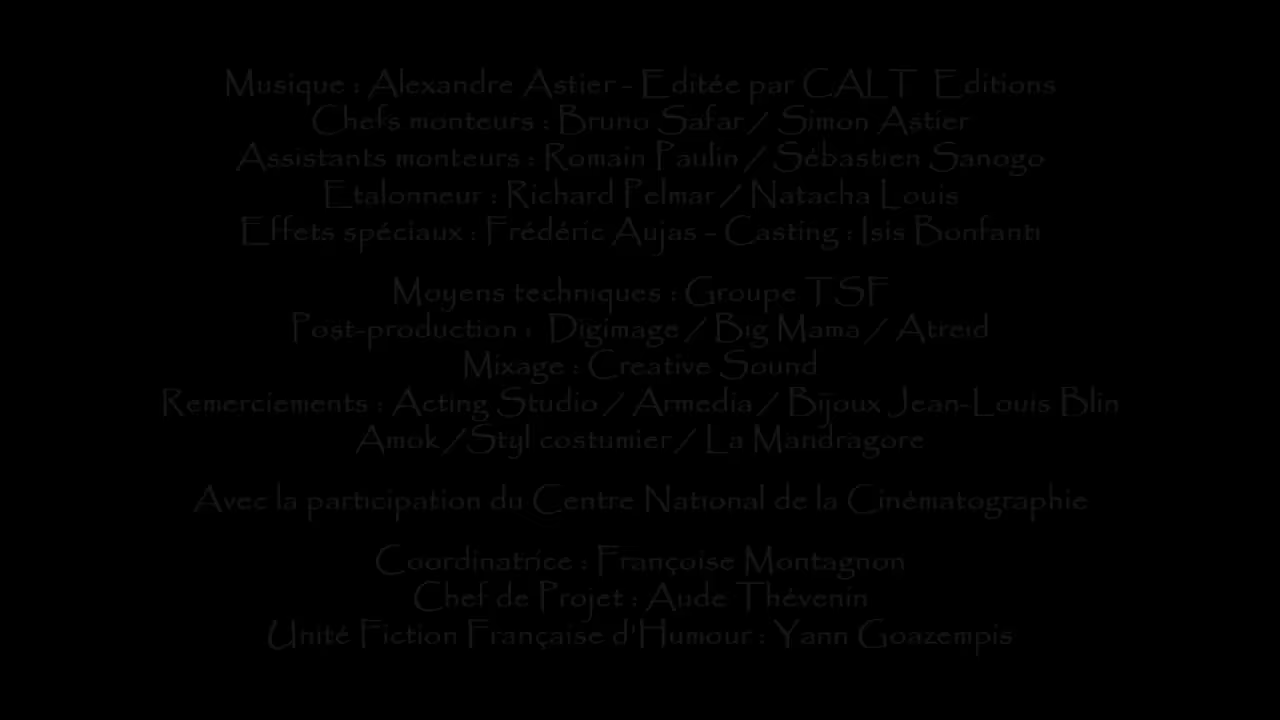 Musique : Alexandre Astier - Editée par CALT Editions
Chefs monteurs : Bruno Safar / Simon Astier
Assistants monteurs : Romain Paulin / Sébastien Sanogo
Etalonneur : Richard Pelmar / Natacha Louis
Effets spéciaux : Frédéric Aujas - Casting : Isis Bonfanti
Moyens techniques : Groupe TSF
Post-production : Digimage / Big Mama / Atreid
Mixage : Creative Sound
Remerciements : Acting Studio / Armedia / Bijoux Jean-Louis Blin
Amok / Styl costumier / La Mandragore
Avec la participation du Centre National de la Cinématographie
Coordinatrice : Françoise Montagnon
Chef de Projet : Aude Thévenin
Unité Fiction Française d'Humour : Yann Goazempis